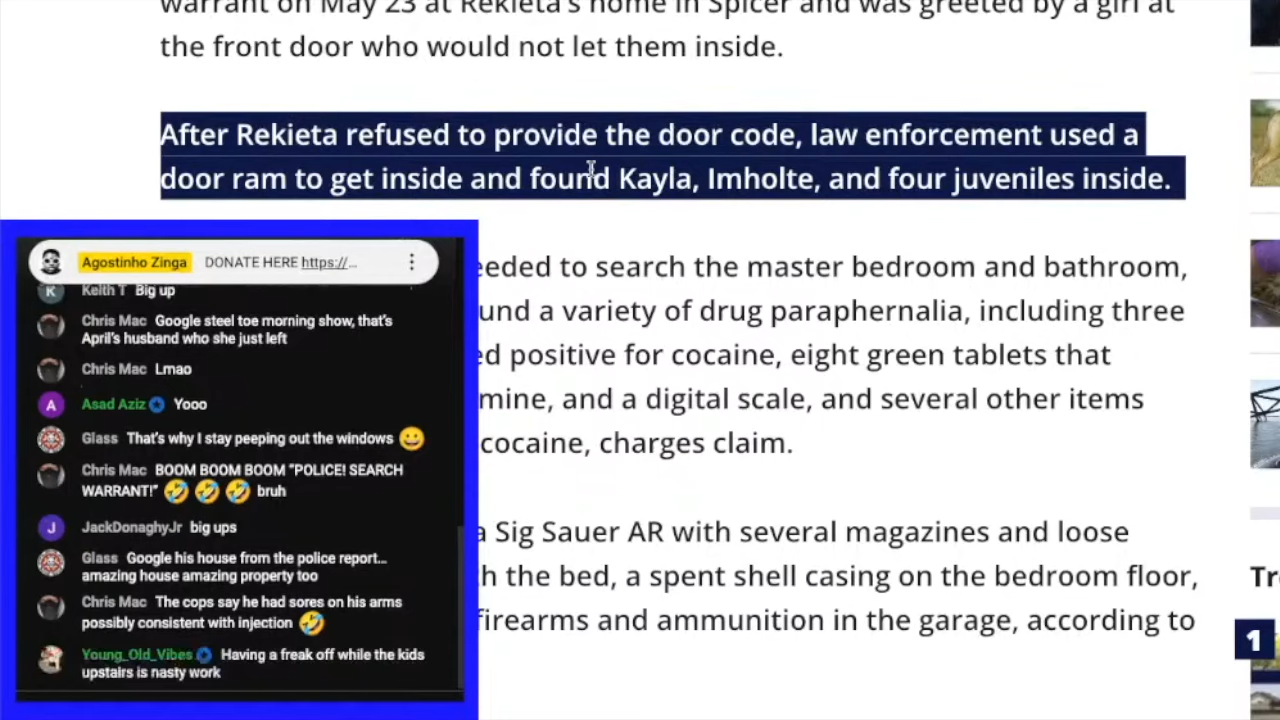 warrant on May 23 at Rekieta's home in Spicer and was greeted by a girl at
the front door who would not let them inside.
After Rekieta refused to provide the door code, law enforcement used a
door ram to get inside and found Kayla, Imholte, and four juveniles inside.
eeded to search the master bedroom and bathroom,
und a variety of drug paraphernalia, including three
ed positive for cocaine, eight green tablets that
mine, and a digital scale, and several other items
cocaine, charges claim.
a Sig Sauer AR with several magazines and loose
h the bed, a spent shell casing on the bedroom floor,
firearms and ammunition in the garage, according to
Agostinho Zinga DONATE HERE https://...
K Keith T Big up
Chris Mac Google steel toe morning show, that's
April's husband who she just left
Chris Mac Lmao
A Asad Aziz Yooo
Glass That's why I stay peeping out the windows 😀
Chris Mac BOOM BOOM BOOM "POLICE! SEARCH
WARRANT!" 🤣 🤣 🤣 bruh
J JackDonaghyJr big ups
Glass Google his house from the police report...
amazing house amazing property too
Chris Mac The cops say he had sores on his arms
possibly consistent with injection 🤣
Young_Old_Vibes Having a freak off while the kids
upstairs is nasty work
Tr
1